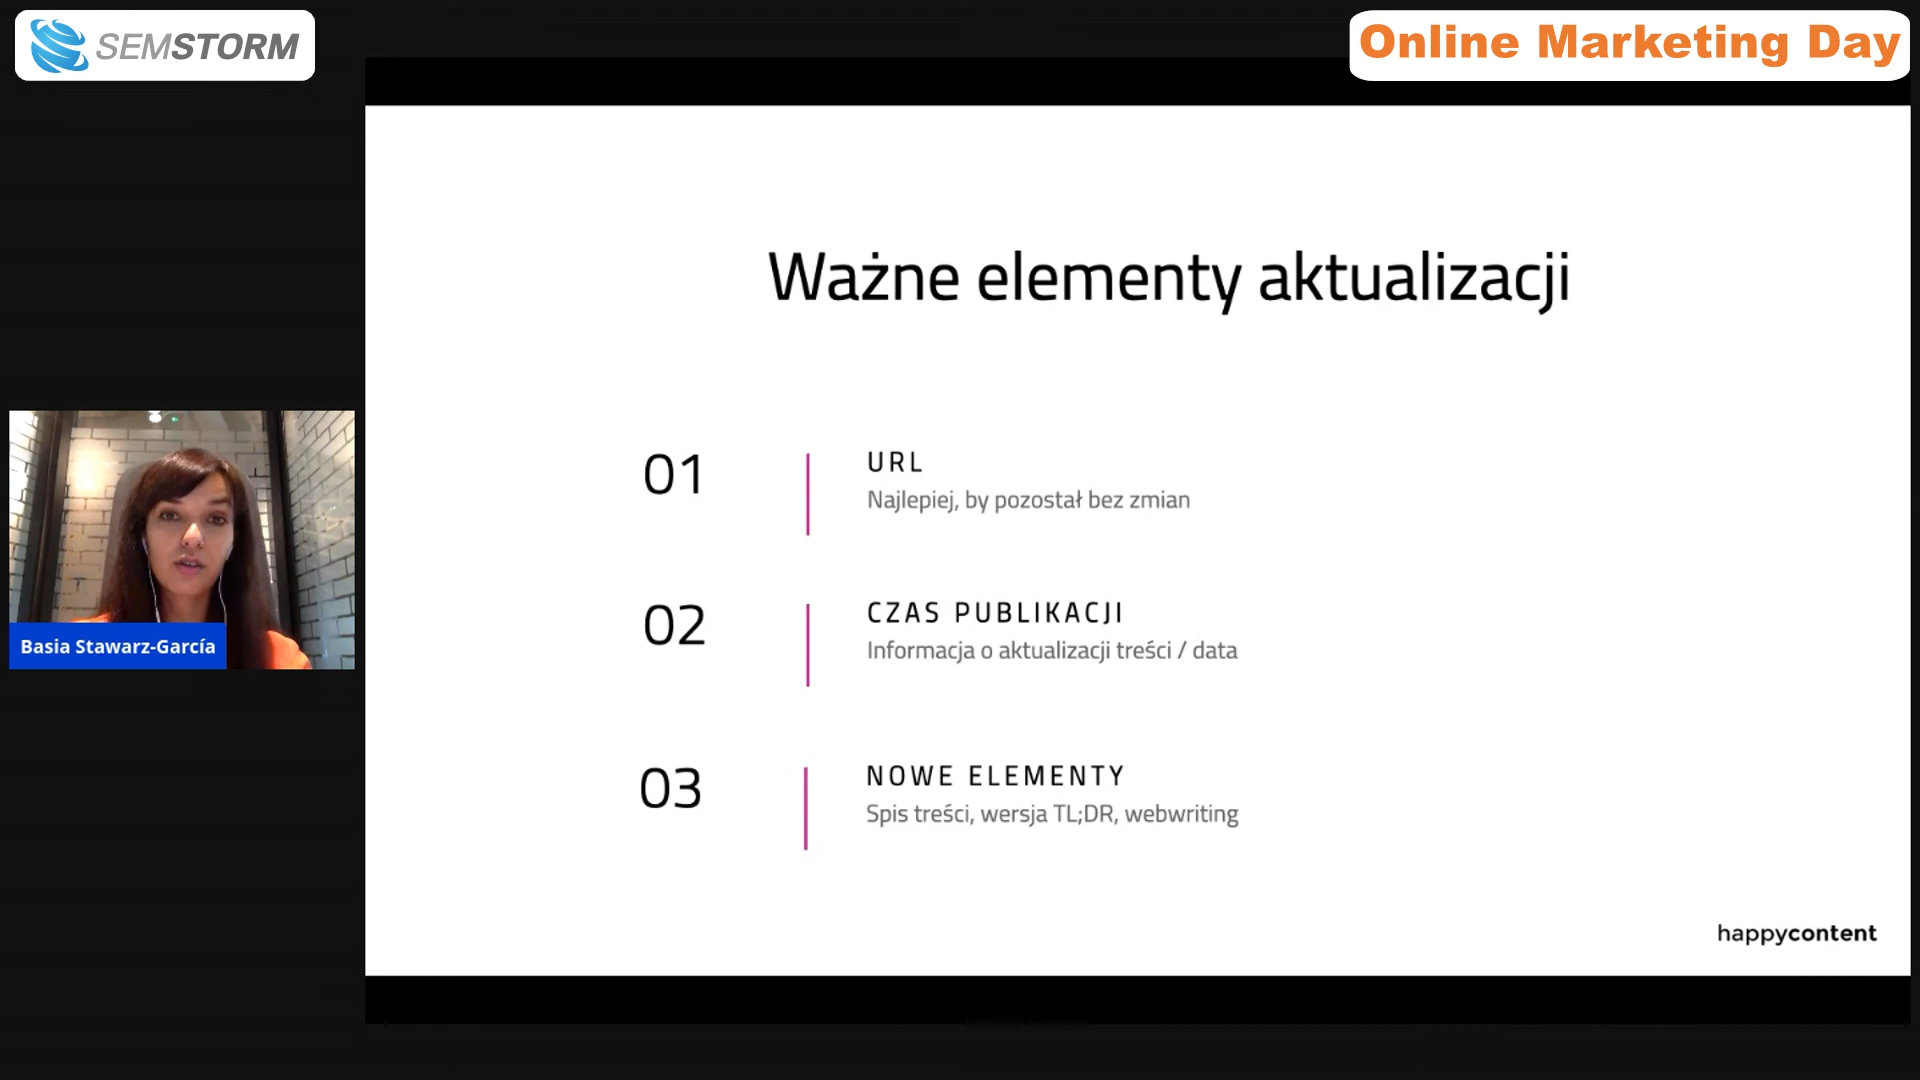 SEMSTORM
Online Marketing Day
Ważne elementy aktualizacji
01
URL
Najlepiej, by pozostał bez zmian
02
CZAS PUBLIKACJI
Informacja o aktualizacji treści / data
03
NOWE ELEMENTY
Spis treści, wersja TL;DR, webwriting
Basia Stawarz-García
happycontent